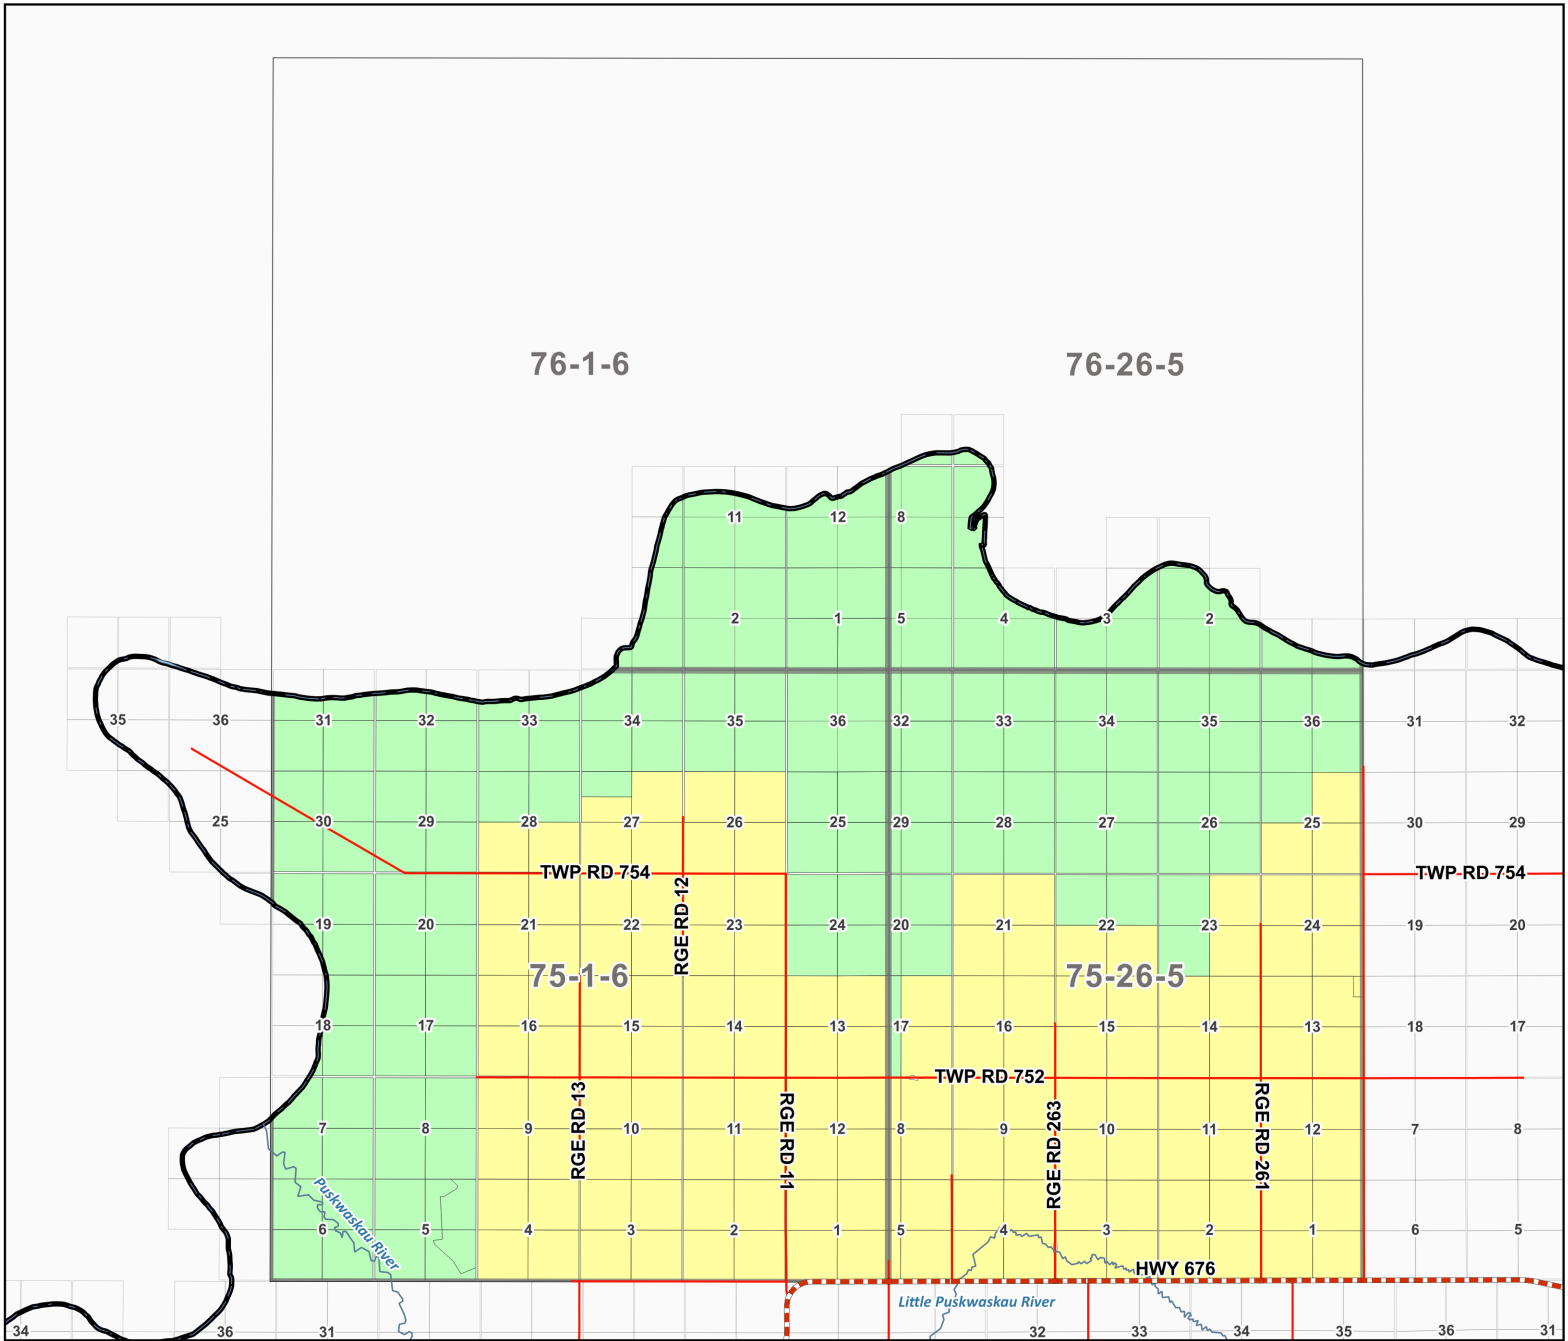 76-1-6 76-26-5
11 12 8
2 1 5 4 3 2
35 36 31 32 33 34 35 36 32 33 34 35 36 31 32
25 30 29 28 27 26 25 29 28 27 26 25 30 29
TWP RD 754 TWP RD 754
RGE RD 12
19 20 21 22 23 24 20 21 22 23 24 19 20
75-1-6 75-26-5
18 17 16 15 14 13 17 16 15 14 13 18 17
TWP RD 752
RGE RD 13
RGE RD 11
RGE RD 263
RGE RD 261
7 8 9 10 11 12 8 9 10 11 12 7 8
Puskwaskau River
6 5 4 3 2 1 5 4 3 2 1 6 5
HWY 676
Little Puskwaskau River
34 36 31 32 33 34 35 36 31